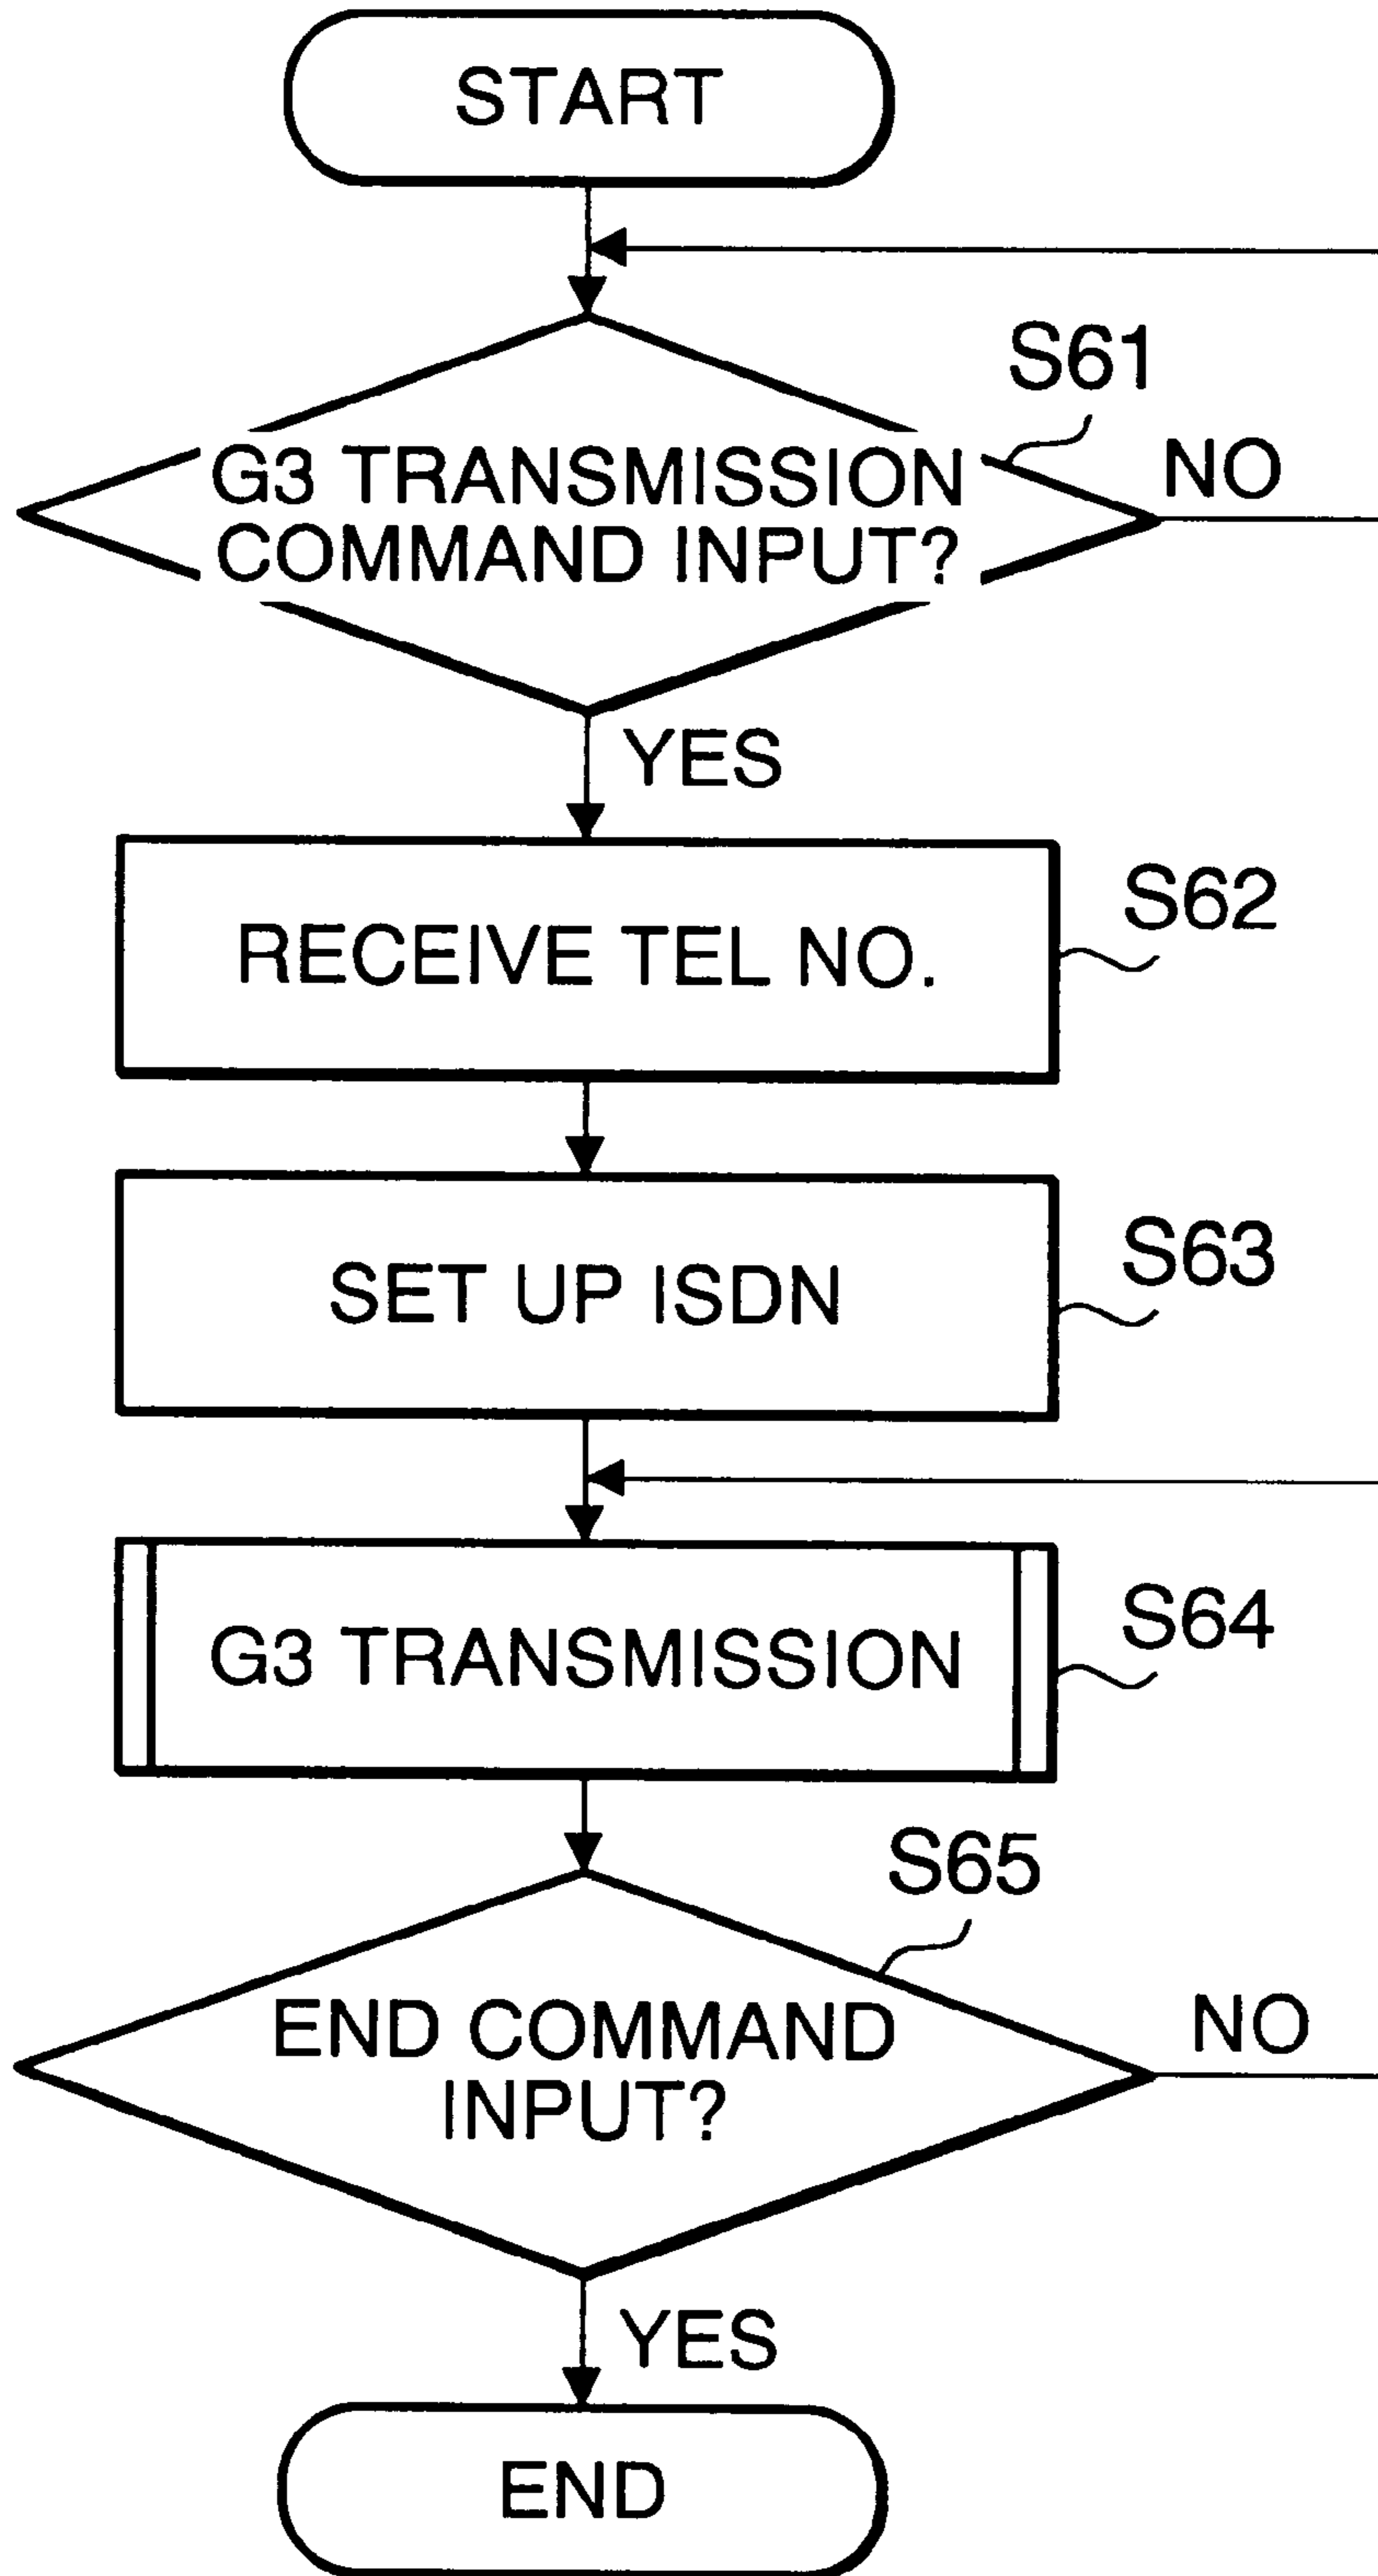 START
S61
G3 TRANSMISSION
COMMAND INPUT?
NO
YES
RECEIVE TEL NO.
S62
SET UP ISDN
S63
G3 TRANSMISSION
S64
S65
END COMMAND
INPUT?
NO
YES
END